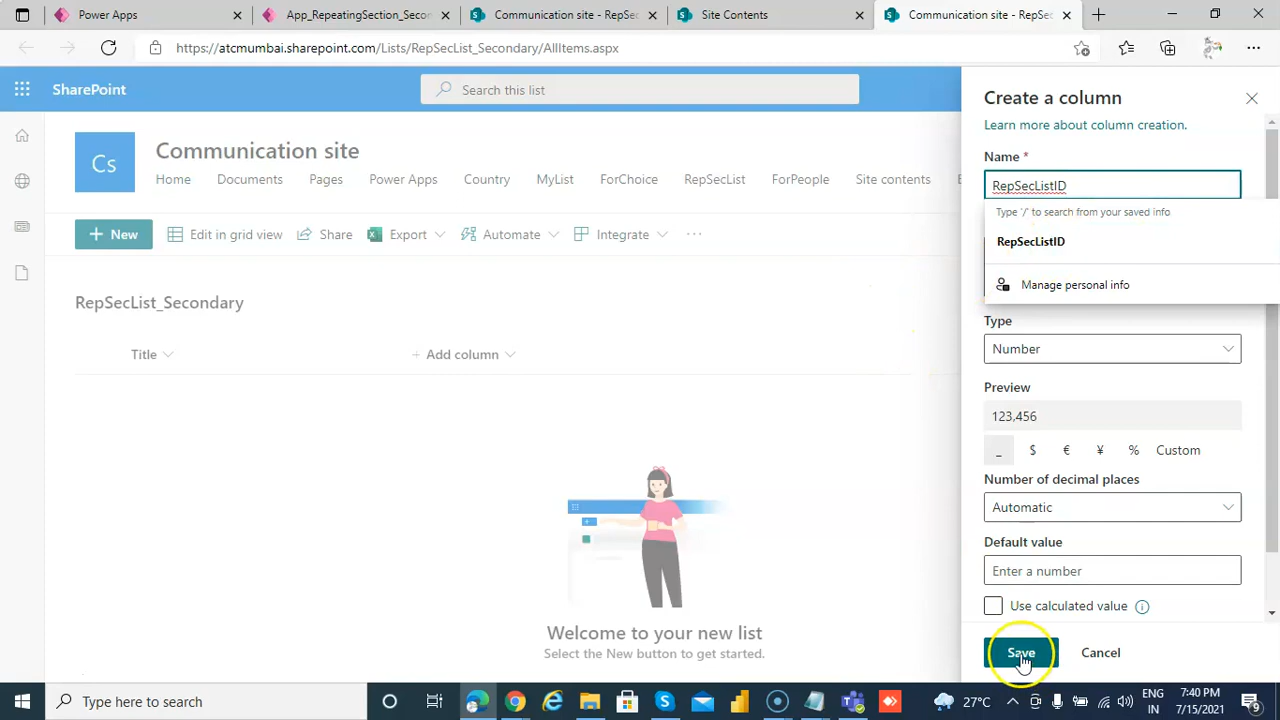 Power Apps
App_RepeatingSection_Secon
Communication site - RepSec
Site Contents
Communication site - RepSec
https://atcmumbai.sharepoint.com/Lists/RepSecList_Secondary/AllItems.aspx
SharePoint
Search this list
Cs
Communication site
Home
Documents
Pages
Power Apps
Country
MyList
ForChoice
RepSecList
ForPeople
Site contents
New
Edit in grid view
Share
Export
Automate
Integrate
RepSecList_Secondary
Title
Add column
Welcome to your new list
Select the New button to get started.
Create a column
Learn more about column creation.
Name *
RepSecListID
Type '/' to search from your saved info
RepSecListID
Manage personal info
Type
Number
Preview
123,456
_ $ € ¥ % Custom
Number of decimal places
Automatic
Default value
Enter a number
Use calculated value
Save
Cancel
Type here to search
27°C
ENG
IN
7:40 PM
7/15/2021